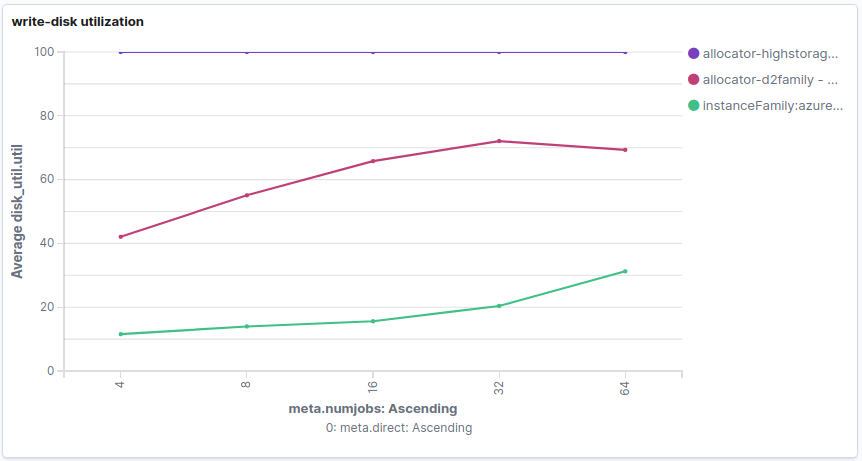 write-disk utilization
100
80
60
40
20
0
Average disk_util.util
4
8
16
32
64
meta.numjobs: Ascending
0: meta.direct: Ascending
allocator-highstorag...
allocator-d2family - ...
instanceFamily:azure...